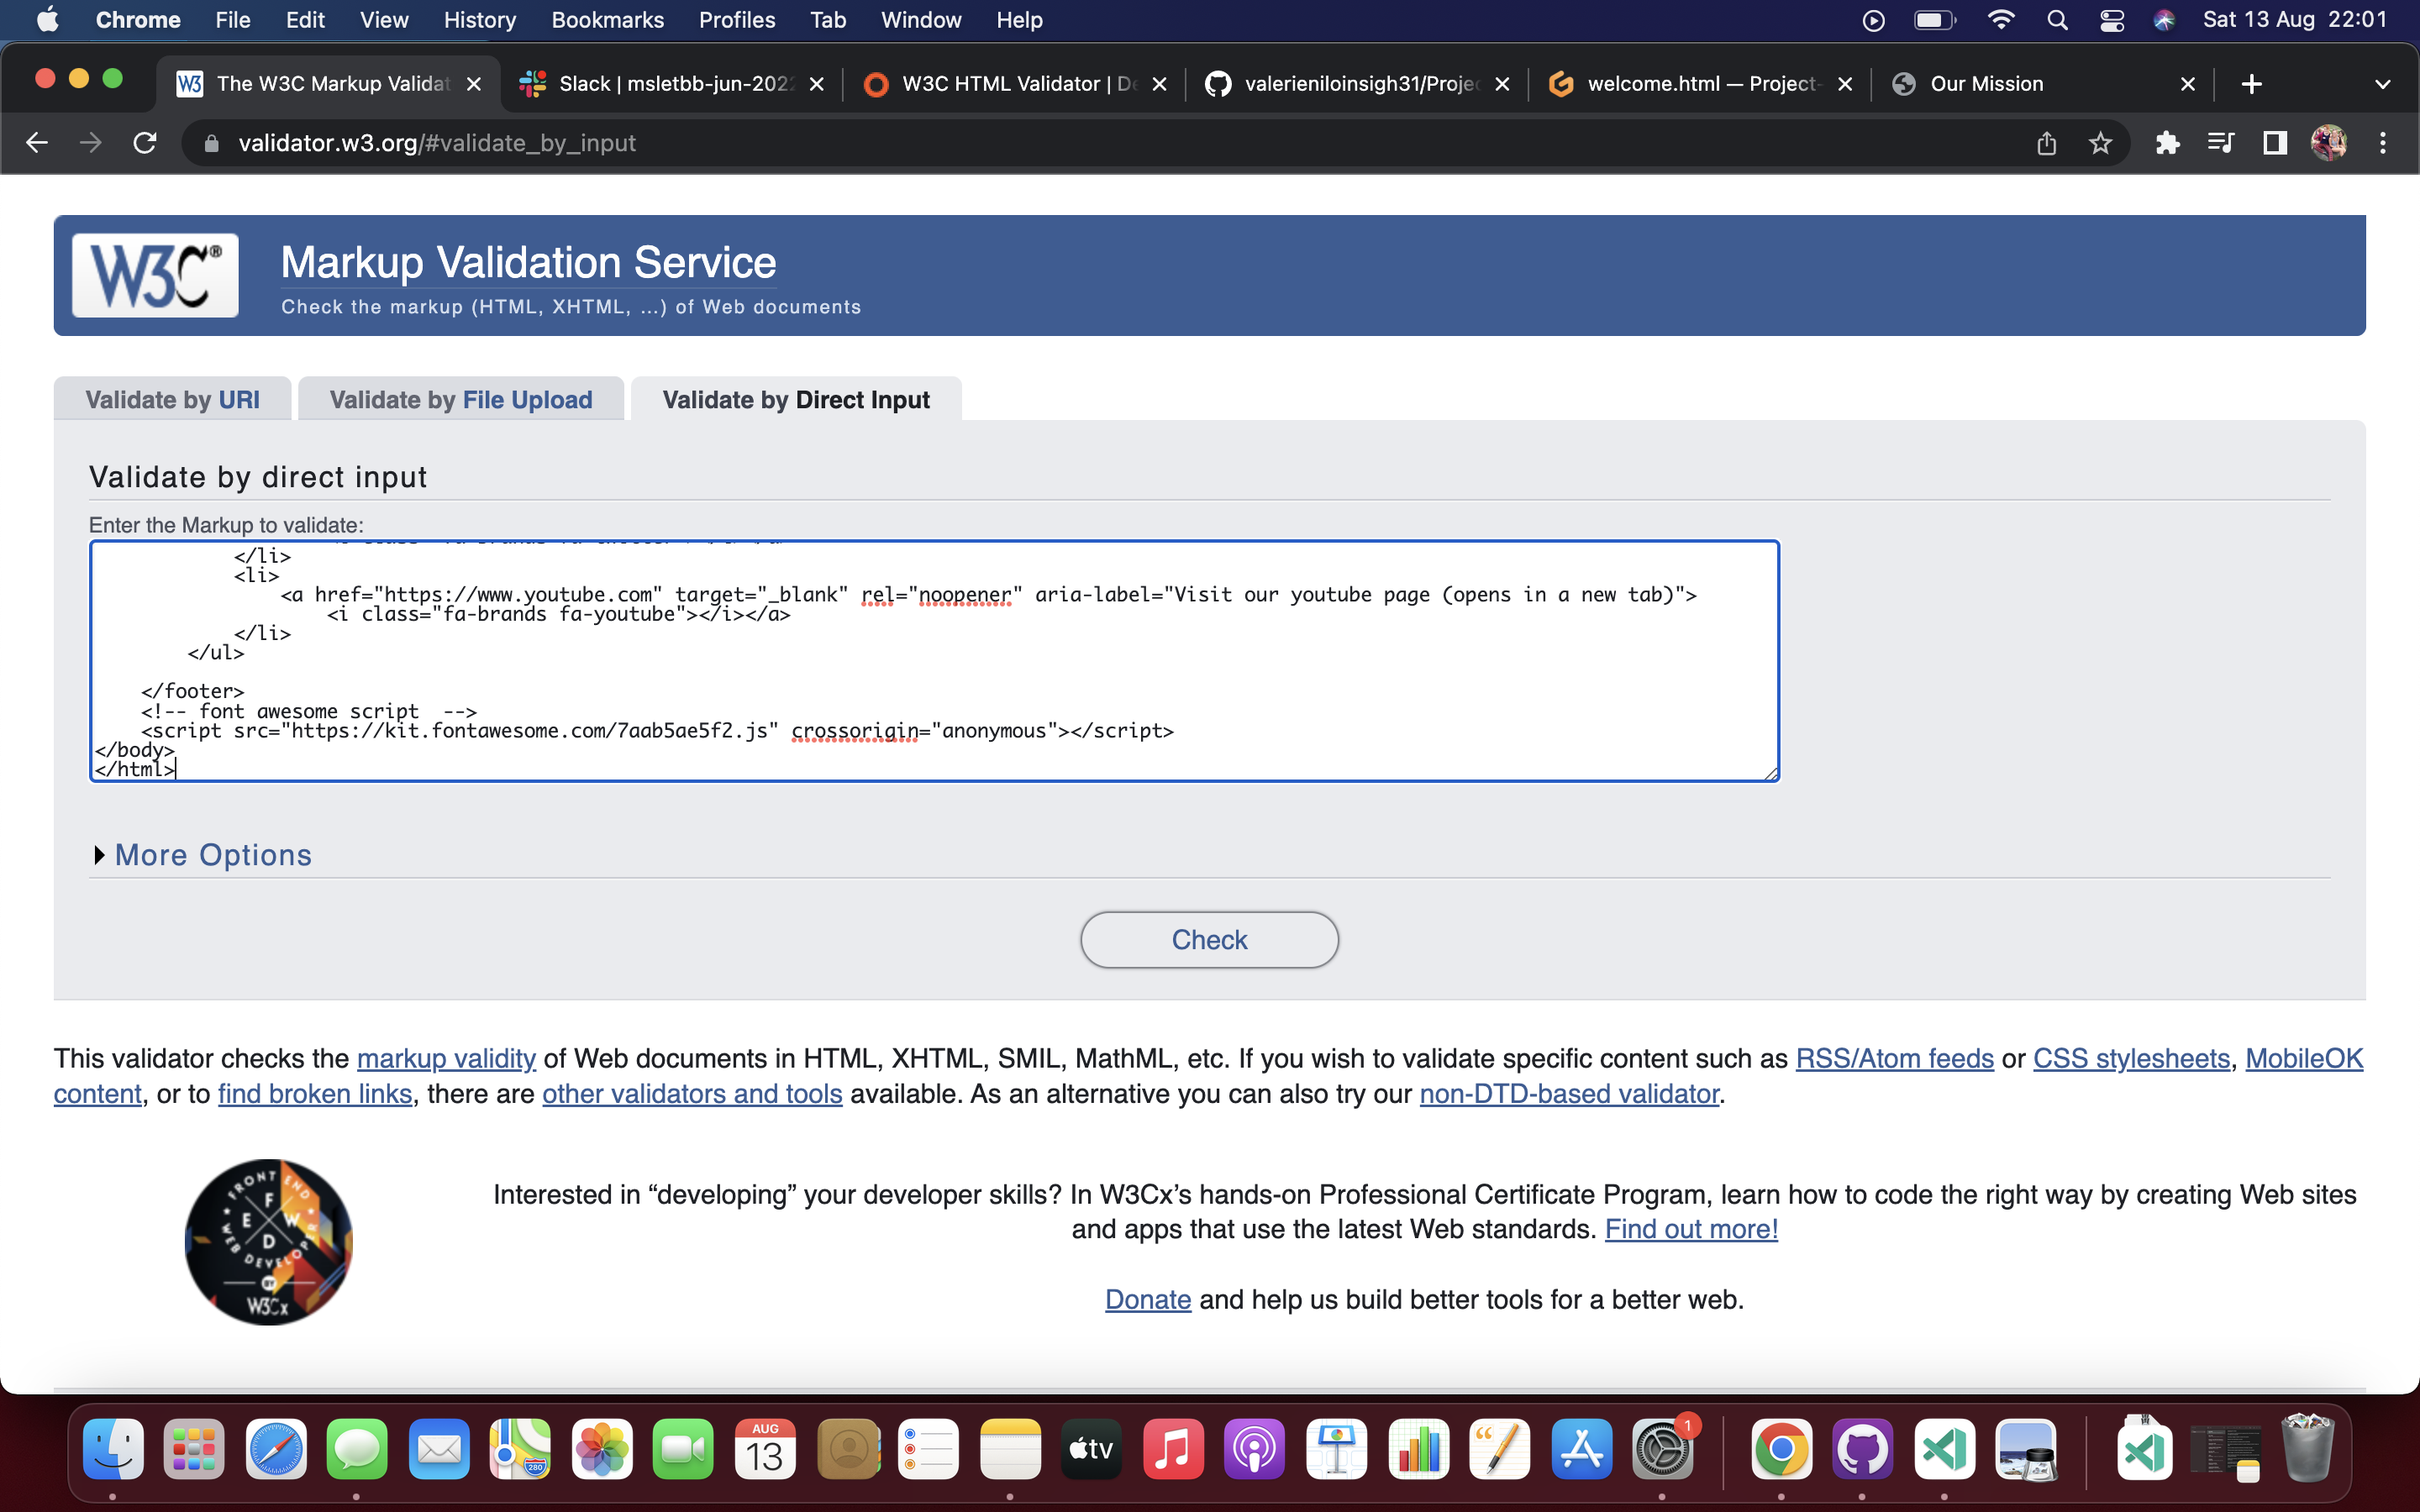 Chrome File Edit View History Bookmarks Profiles Tab Window Help Sat 13 Aug 22:01
W3 The W3C Markup Validat Slack | msletbb-jun-202 W3C HTML Validator | De valerieniloinsigh31/Projec welcome.html — Project- Our Mission
validator.w3.org/#validate_by_input
W3C®
Markup Validation Service
Check the markup (HTML, XHTML, ...) of Web documents
Validate by URI Validate by File Upload Validate by Direct Input
Validate by direct input
Enter the Markup to validate:
</li>
<li>
<a href="https://www.youtube.com" target="_blank" rel="noopener" aria-label="Visit our youtube page (opens in a new tab)">
<i class="fa-brands fa-youtube"></i></a>
</li>
</ul>
</footer>
<!-- font awesome script  -->
<script src="https://kit.fontawesome.com/7aab5ae5f2.js" crossorigin="anonymous"></script>
</body>
</html>
More Options
Check
This validator checks the markup validity of Web documents in HTML, XHTML, SMIL, MathML, etc. If you wish to validate specific content such as RSS/Atom feeds or CSS stylesheets, MobileOK
content, or to find broken links, there are other validators and tools available. As an alternative you can also try our non-DTD-based validator.
FRONT END
F
E W
D
WEB DEVELOPER
BY
W3Cx
Interested in “developing” your developer skills? In W3Cx’s hands-on Professional Certificate Program, learn how to code the right way by creating Web sites
and apps that use the latest Web standards. Find out more!
Donate and help us build better tools for a better web.
280
AUG
13
tv
1